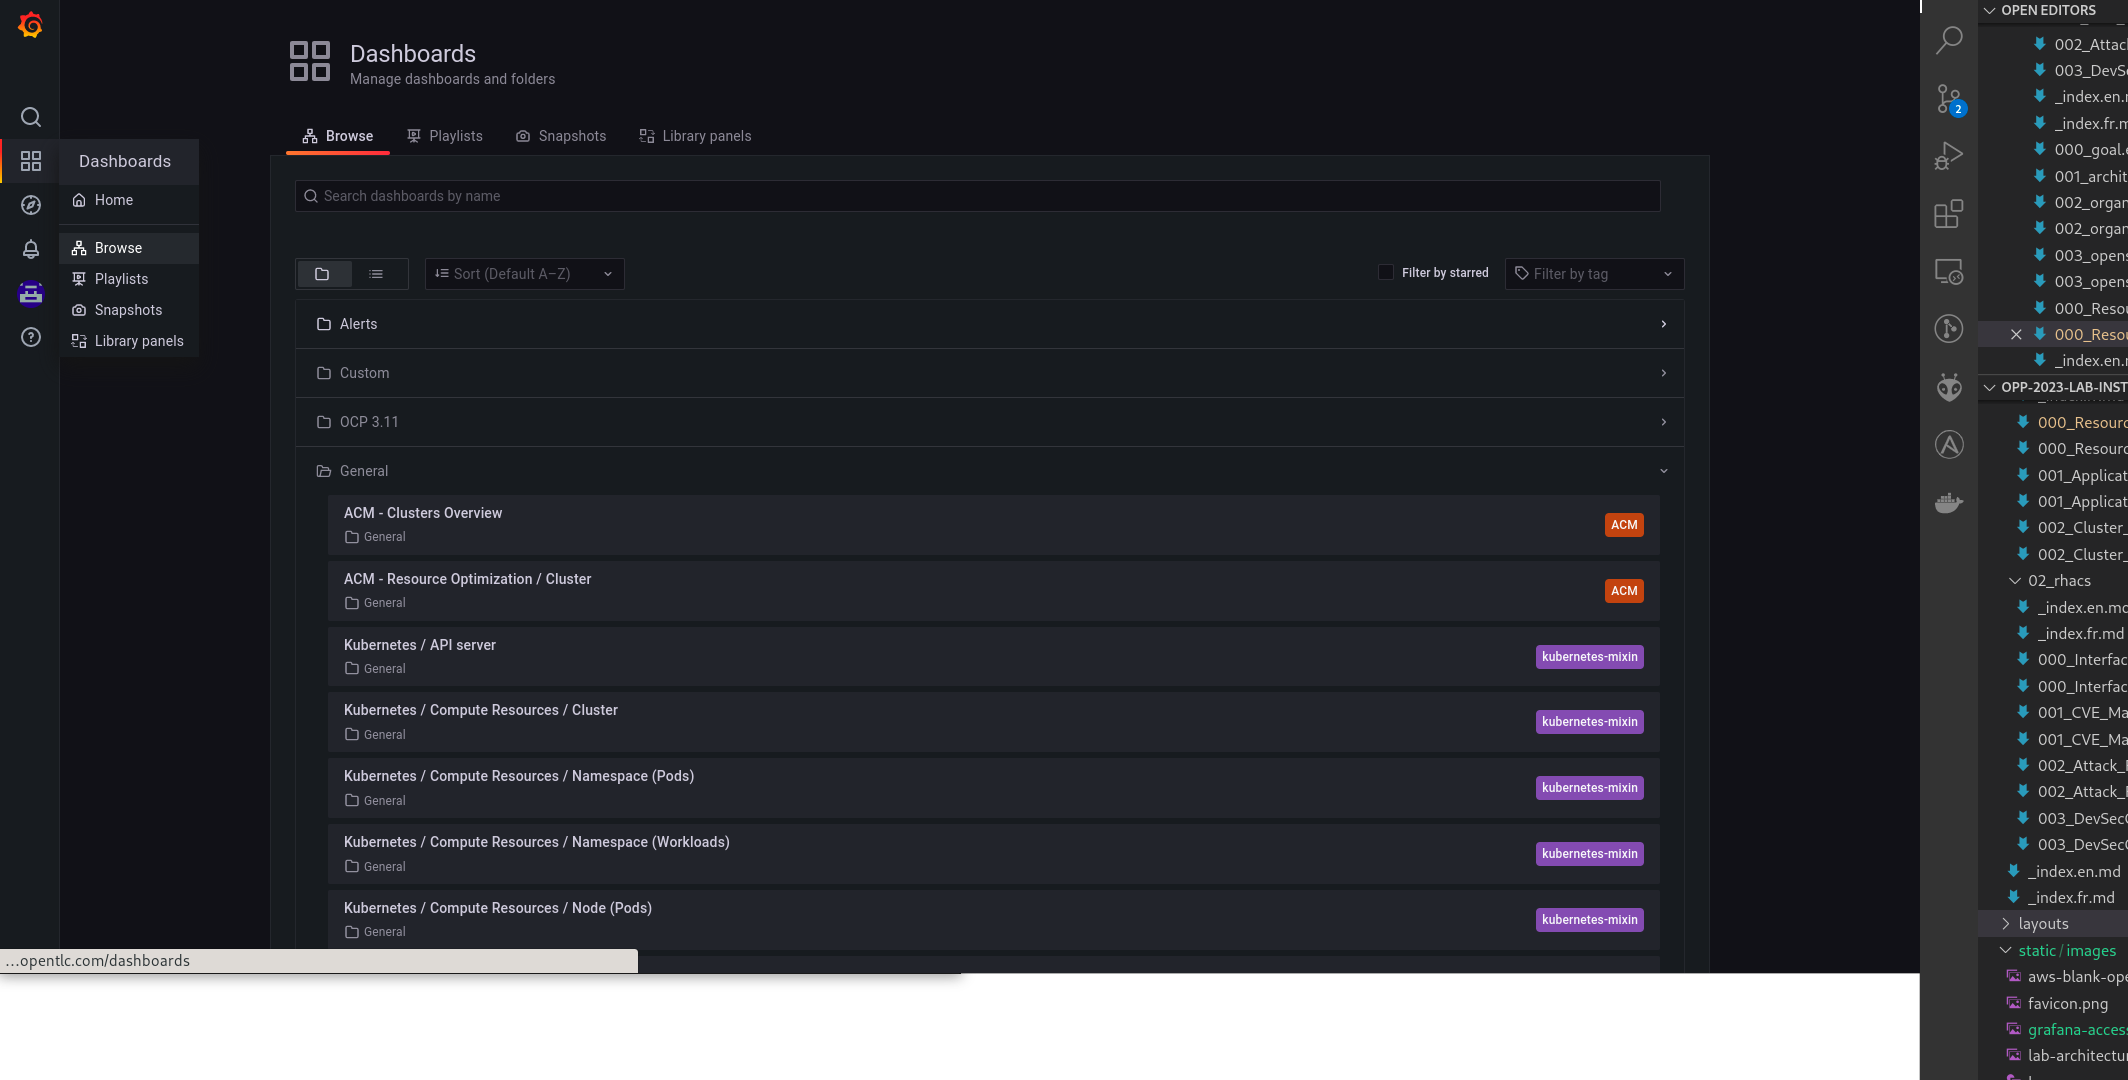 Dashboards
Manage dashboards and folders
Browse
Playlists
Snapshots
Library panels
Dashboards
Home
Browse
Playlists
Snapshots
Library panels
Search dashboards by name
Sort (Default A–Z)
Filter by starred
Filter by tag
Alerts
Custom
OCP 3.11
General
ACM - Clusters Overview
General
ACM
ACM - Resource Optimization / Cluster
General
ACM
Kubernetes / API server
General
kubernetes-mixin
Kubernetes / Compute Resources / Cluster
General
kubernetes-mixin
Kubernetes / Compute Resources / Namespace (Pods)
General
kubernetes-mixin
Kubernetes / Compute Resources / Namespace (Workloads)
General
kubernetes-mixin
Kubernetes / Compute Resources / Node (Pods)
General
kubernetes-mixin
...opentlc.com/dashboards
2
OPEN EDITORS
002_Attac
003_DevS
_index.en.
_index.fr.m
000_goal.
001_archit
002_organ
002_organ
003_opens
003_opens
000_Resou
000_Resou
_index.en.
OPP-2023-LAB-INST
000_Resourc
000_Resourc
001_Applicat
001_Applicat
002_Cluster_
002_Cluster_
02_rhacs
_index.en.md
_index.fr.md
000_Interfac
000_Interfac
001_CVE_Ma
001_CVE_Ma
002_Attack_
002_Attack_
003_DevSec
003_DevSec
_index.en.md
_index.fr.md
layouts
static / images
aws-blank-ope
favicon.png
grafana-access
lab-architectu